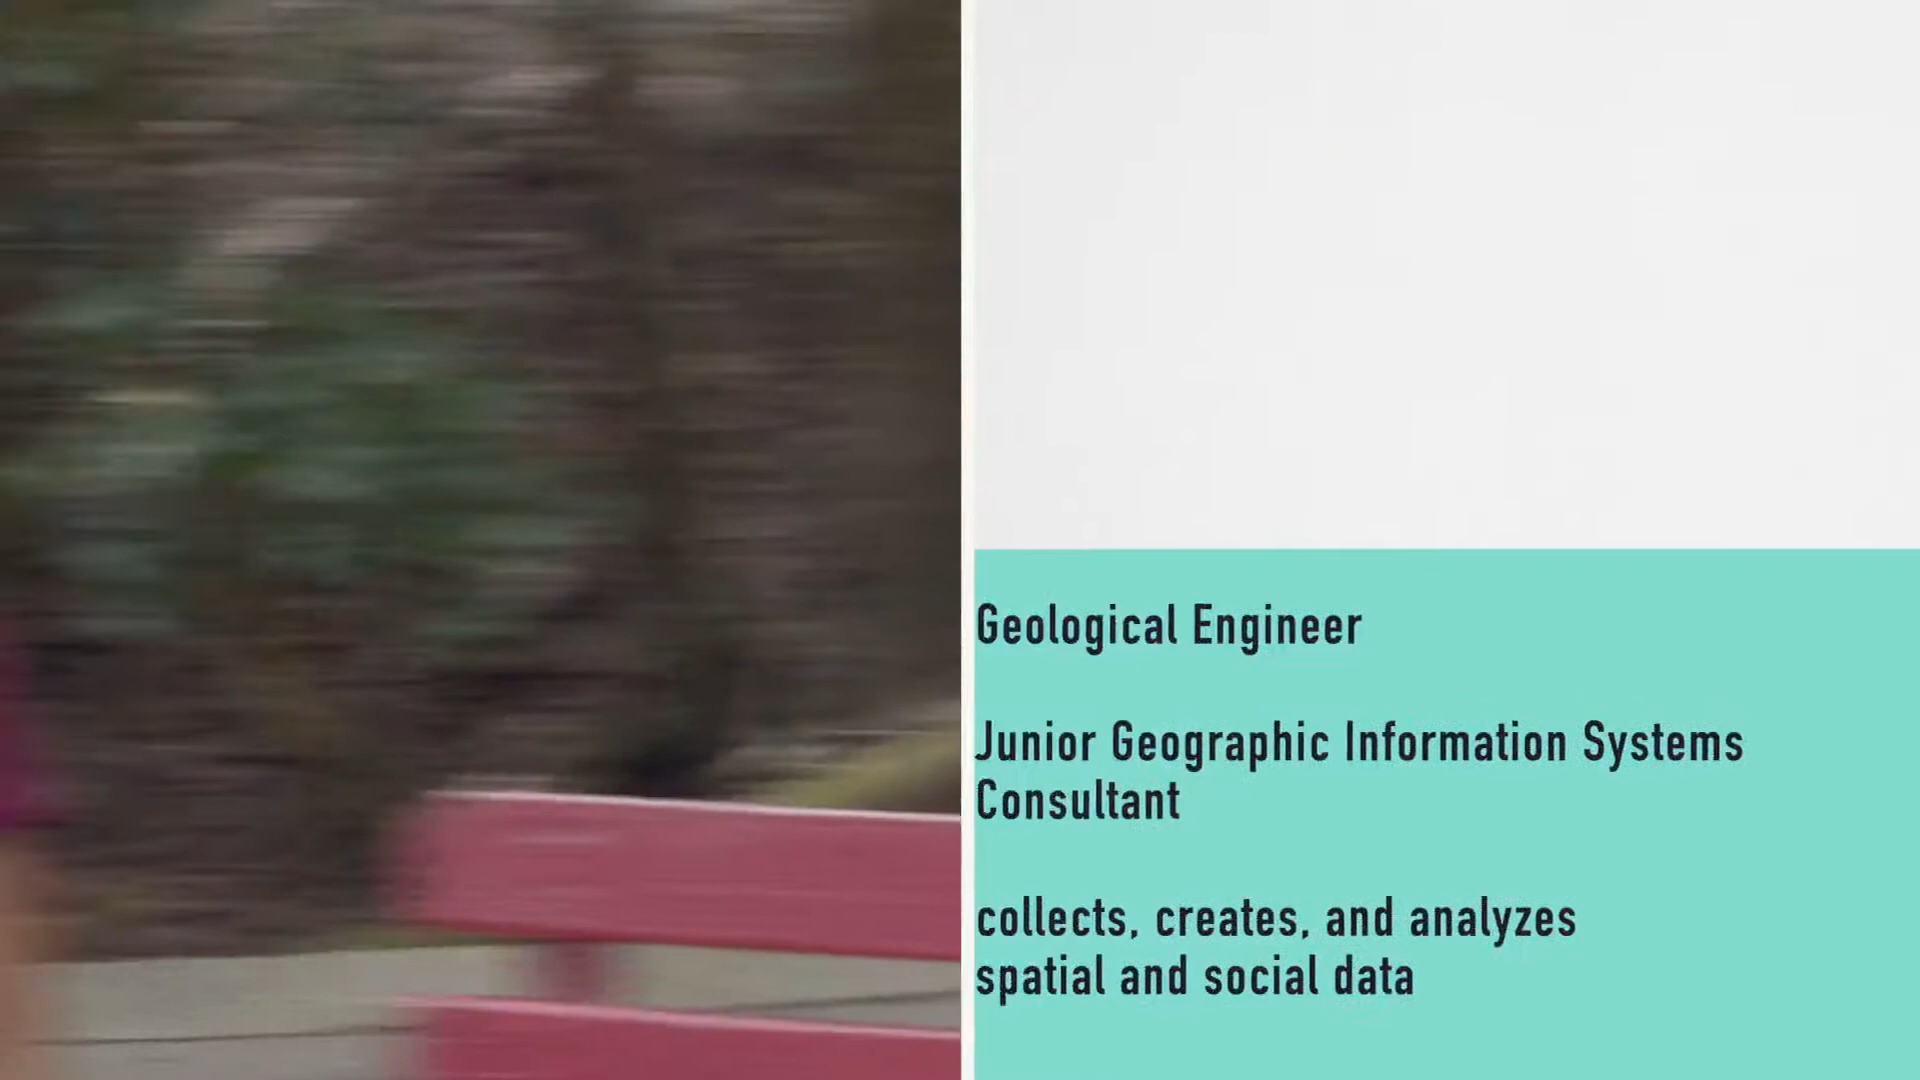 Geological Engineer
Junior Geographic Information Systems
Consultant
collects, creates, and analyzes
spatial and social data